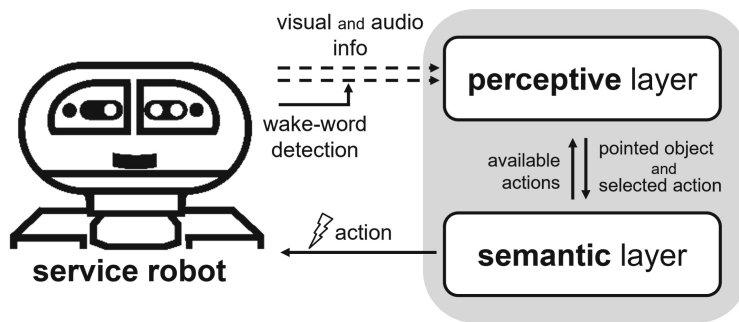 visual and audio
info
perceptive layer
wake-word
detection
available
actions
pointed object
and
selected action
action
semantic layer
service robot